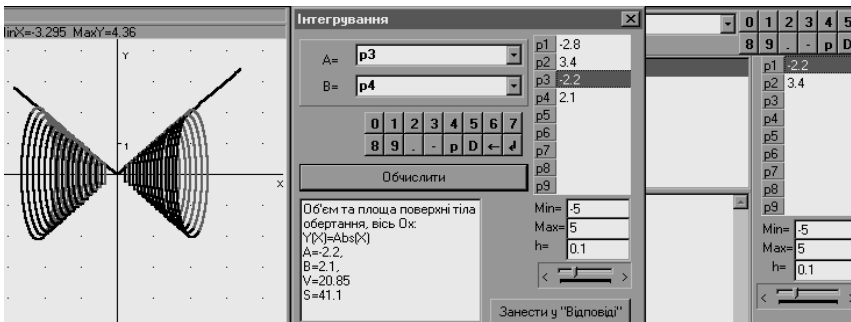 inX=-3.295 MaxY=4.36
Y
1
X
Інтегрування
A= p3
B= p4
0 1 2 3 4 5 6 7
8 9 . - p D ← ↲
Обчислити
Об'єм та площа поверхні тіла
обертання, вісь Ox:
Y(X)=Abs(X)
A=-2.2,
B=2.1,
V=20.85
S=41.1
p1 -2.8
p2 3.4
p3 -2.2
p4 2.1
p5
p6
p7
p8
p9
Min= -5
Max= 5
h= 0.1
< >
Занести у "Відповіді"
0 1 2 3 4 5
8 9 . - p D
p1 -2.2
p2 3.4
p3
p4
p5
p6
p7
p8
p9
Min= -5
Max= 5
h= 0.1
<